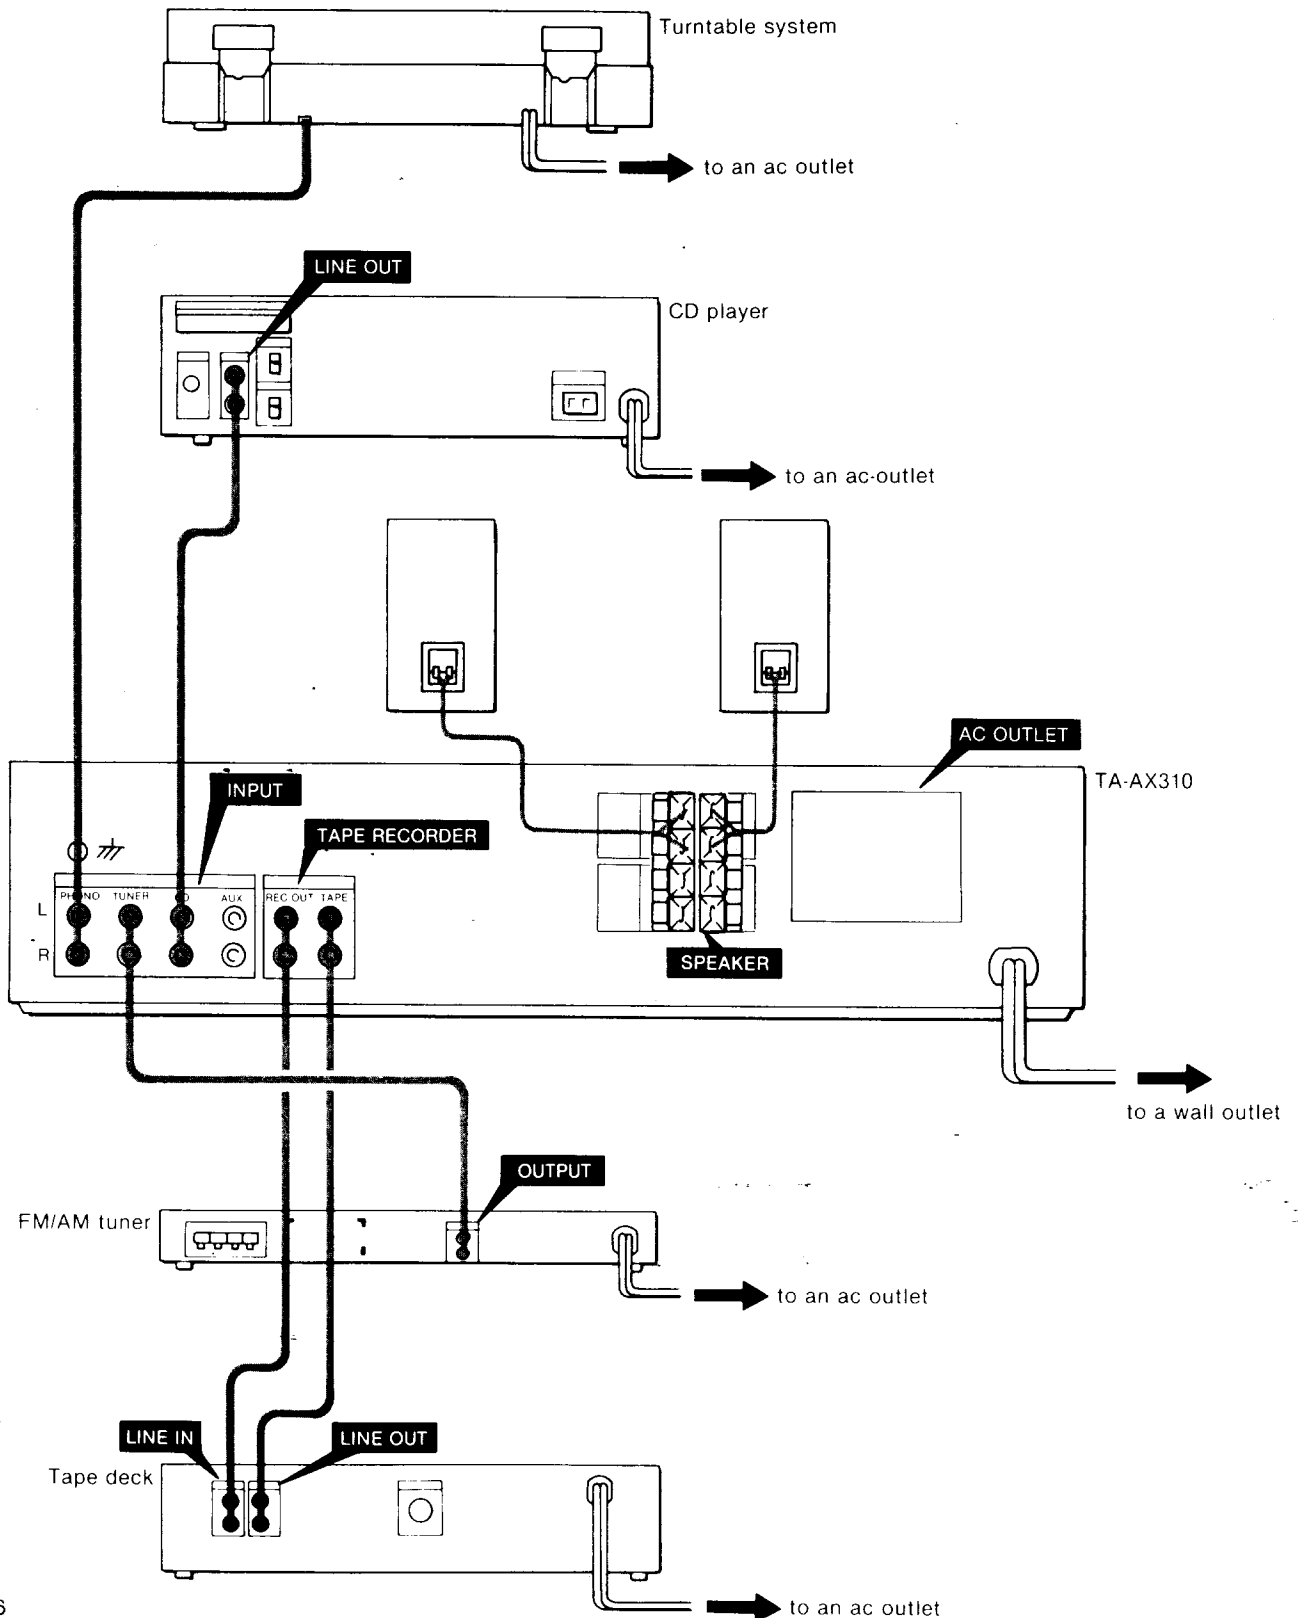 Turntable system
to an ac outlet
LINE OUT
CD player
to an ac-outlet
AC OUTLET
TA-AX310
INPUT
TAPE RECORDER
PHONO TUNER CD AUX
REC OUT TAPE
L
R
SPEAKER
to a wall outlet
OUTPUT
FM/AM tuner
to an ac outlet
LINE IN
LINE OUT
Tape deck
to an ac outlet
6